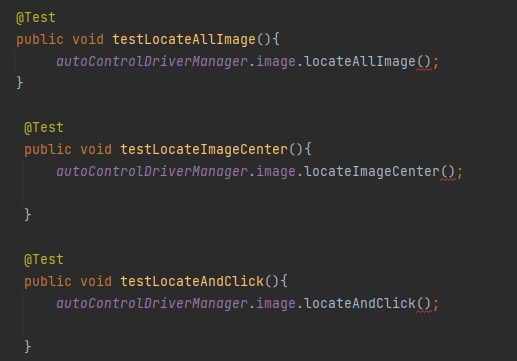 @Test
public void testLocateAllImage(){
autoControlDriverManager.image.locateAllImage();
}
@Test
public void testLocateImageCenter(){
autoControlDriverManager.image.locateImageCenter();
}
@Test
public void testLocateAndClick(){
autoControlDriverManager.image.locateAndClick();
}